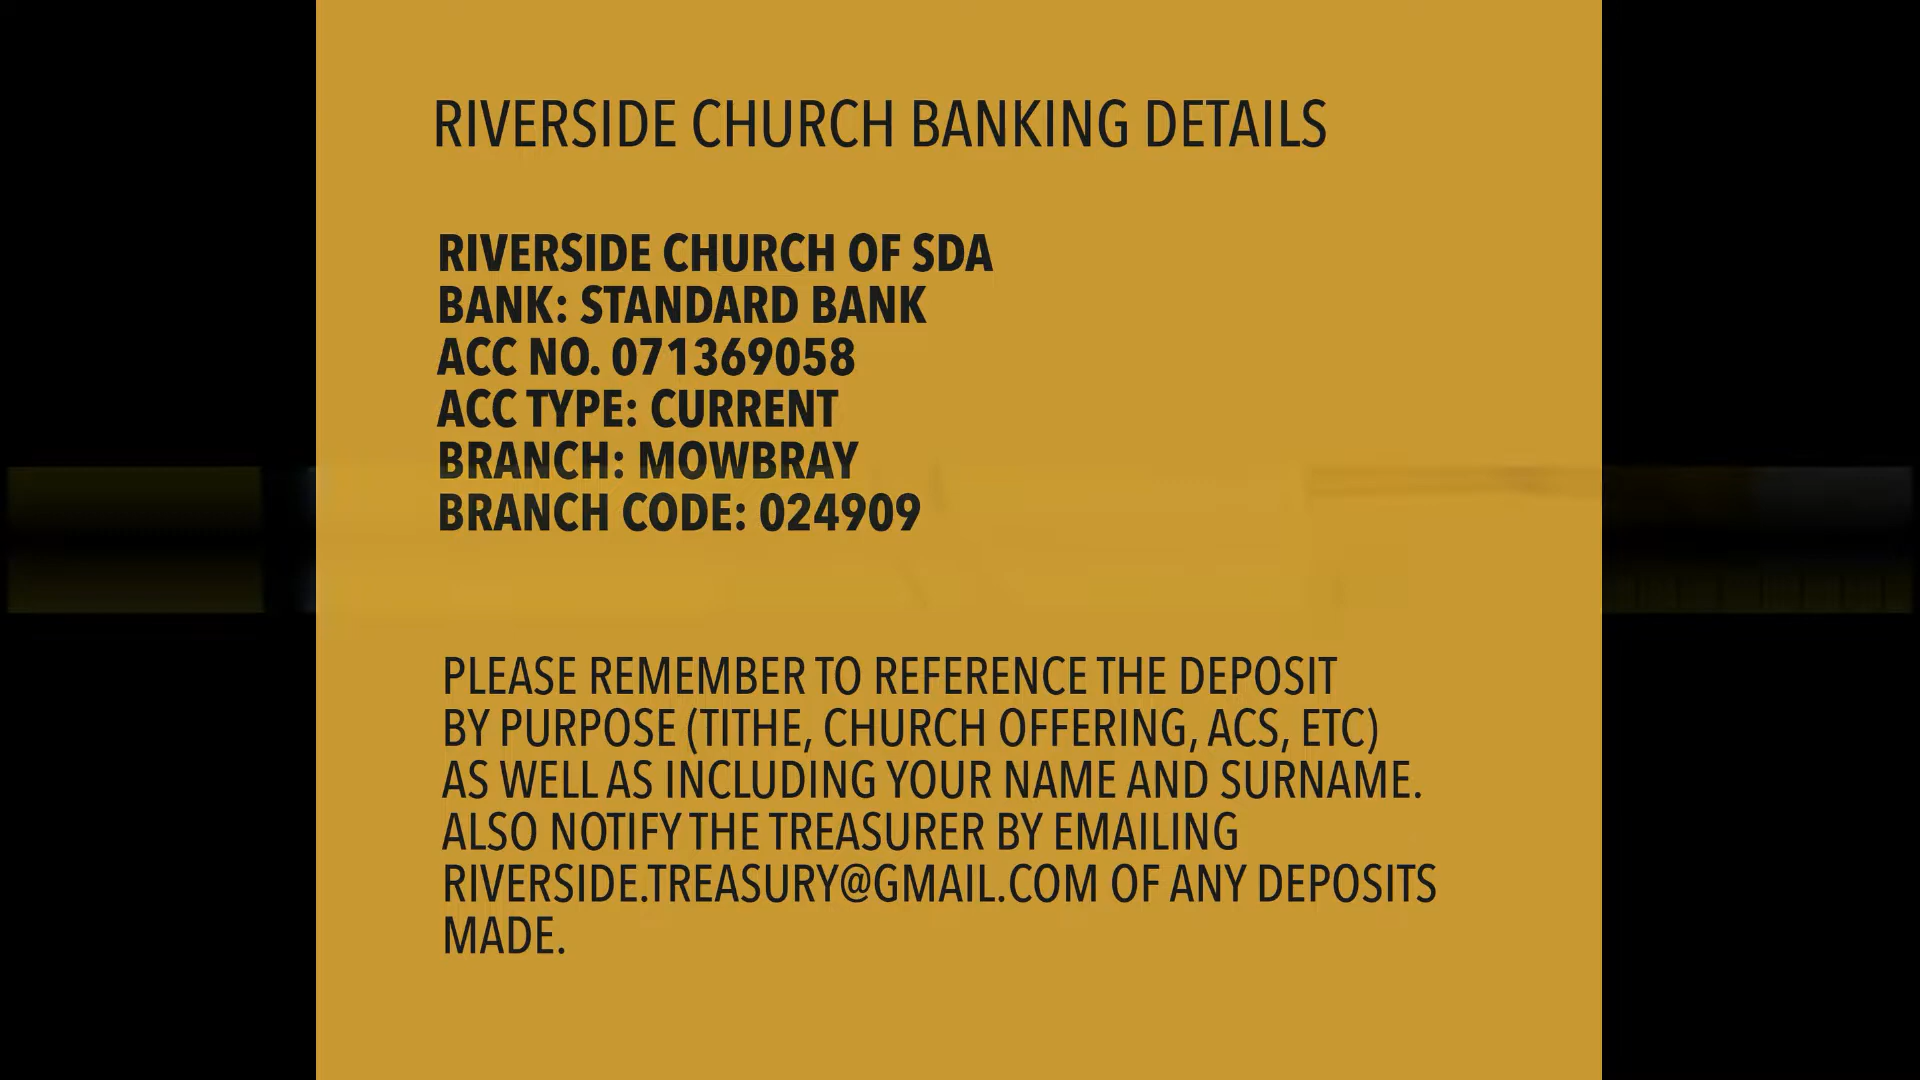 RIVERSIDE CHURCH BANKING DETAILS
RIVERSIDE CHURCH OF SDA
BANK: STANDARD BANK
ACC NO. 071369058
ACC TYPE: CURRENT
BRANCH: MOWBRAY
BRANCH CODE: 024909
PLEASE REMEMBER TO REFERENCE THE DEPOSIT
BY PURPOSE (TITHE, CHURCH OFFERING, ACS, ETC)
AS WELL AS INCLUDING YOUR NAME AND SURNAME.
ALSO NOTIFY THE TREASURER BY EMAILING
RIVERSIDE.TREASURY@GMAIL.COM OF ANY DEPOSITS
MADE.